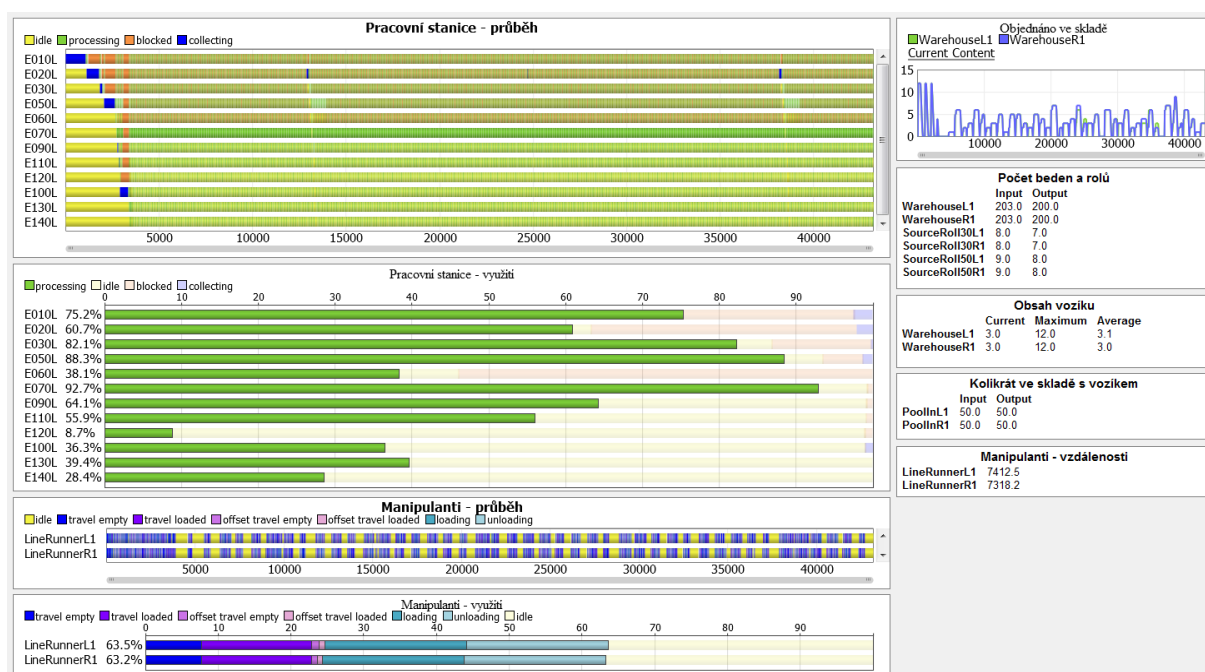 Pracovní stanice - průběh
idle processing blocked collecting
E010L
E020L
E030L
E050L
E060L
E070L
E090L
E110L
E120L
E100L
E130L
E140L
5000 10000 15000 20000 25000 30000 35000 40000
Pracovni stanice - využiti
processing idle blocked collecting
0 10 20 30 40 50 60 70 80 90
E010L 75.2%
E020L 60.7%
E030L 82.1%
E050L 88.3%
E060L 38.1%
E070L 92.7%
E090L 64.1%
E110L 55.9%
E120L 8.7%
E100L 36.3%
E130L 39.4%
E140L 28.4%
Manipulanti - průběh
idle travel empty travel loaded offset travel empty offset travel loaded loading unloading
LineRunnerL1
LineRunnerR1
5000 10000 15000 20000 25000 30000 35000 40000
Manipulanti - využiti
travel empty travel loaded offset travel empty offset travel loaded loading unloading idle
0 10 20 30 40 50 60 70 80 90
LineRunnerL1 63.5%
LineRunnerR1 63.2%
Objednáno ve skladě
WarehouseL1 WarehouseR1
Current Content
15
10
5
0
10000 20000 30000 40000
Počet beden a rolů
Input Output
WarehouseL1 203.0 200.0
WarehouseR1 203.0 200.0
SourceRoll30L1 8.0 7.0
SourceRoll30R1 8.0 7.0
SourceRoll50L1 9.0 8.0
SourceRoll50R1 9.0 8.0
Obsah vozíku
Current Maximum Average
WarehouseL1 3.0 12.0 3.1
WarehouseR1 3.0 12.0 3.0
Kolikrát ve skladě s vozíkem
Input Output
PoolInL1 50.0 50.0
PoolInR1 50.0 50.0
Manipulanti - vzdálenosti
LineRunnerL1 7412.5
LineRunnerR1 7318.2